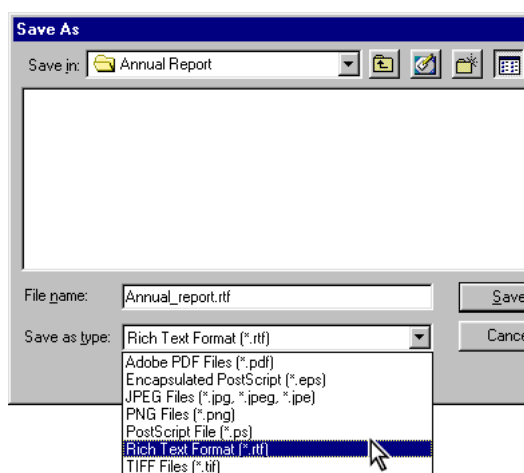 Save As
Save in: Annual Report
File name: Annual_report.rtf Save
Save as type: Rich Text Format (*.rtf) Cance
Adobe PDF Files (*.pdf)
Encapsulated PostScript (*.eps)
JPEG Files (*.jpg, *.jpeg, *.jpe)
PNG Files (*.png)
PostScript File (*.ps)
Rich Text Format (*.rtf)
TIFF Files (*.tif)